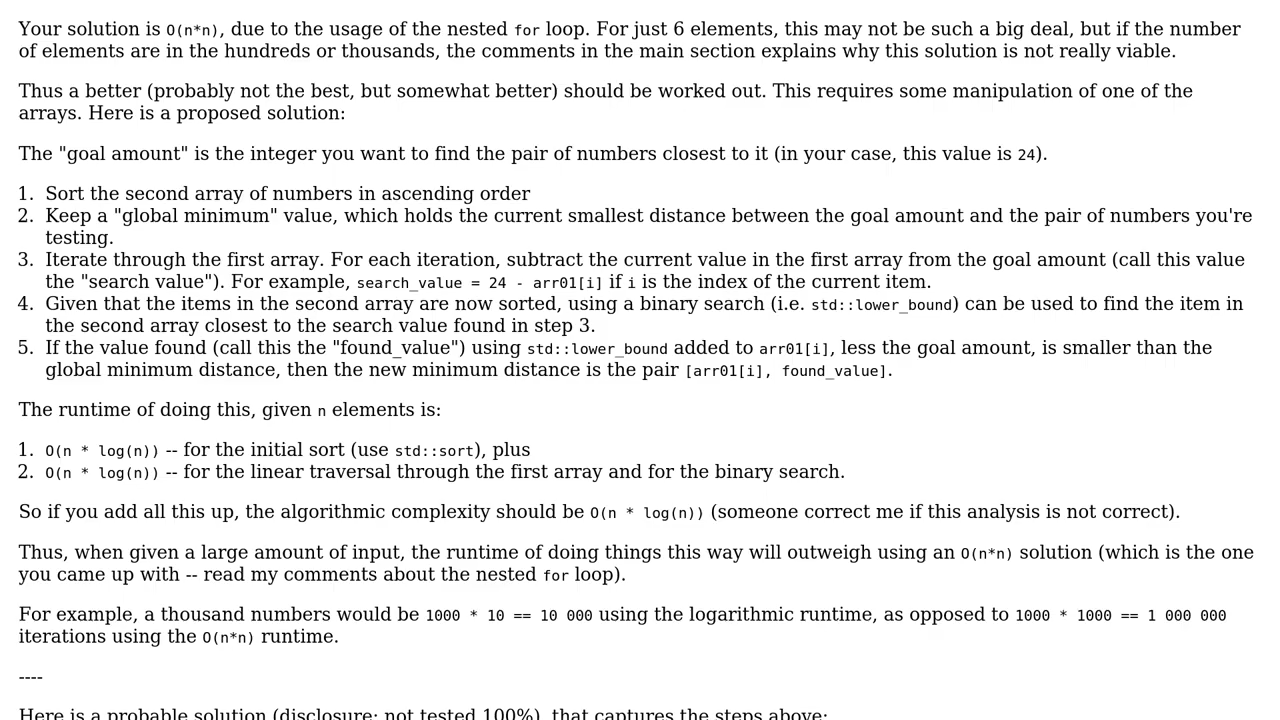 Your solution is O(n*n), due to the usage of the nested for loop. For just 6 elements, this may not be such a big deal, but if the number
of elements are in the hundreds or thousands, the comments in the main section explains why this solution is not really viable.
Thus a better (probably not the best, but somewhat better) should be worked out. This requires some manipulation of one of the
arrays. Here is a proposed solution:
The "goal amount" is the integer you want to find the pair of numbers closest to it (in your case, this value is 24).
1. Sort the second array of numbers in ascending order
2. Keep a "global minimum" value, which holds the current smallest distance between the goal amount and the pair of numbers you're
testing.
3. Iterate through the first array. For each iteration, subtract the current value in the first array from the goal amount (call this value
the "search value"). For example, search_value = 24 - arr01[i] if i is the index of the current item.
4. Given that the items in the second array are now sorted, using a binary search (i.e. std::lower_bound) can be used to find the item in
the second array closest to the search value found in step 3.
5. If the value found (call this the "found_value") using std::lower_bound added to arr01[i], less the goal amount, is smaller than the
global minimum distance, then the new minimum distance is the pair [arr01[i], found_value].
The runtime of doing this, given n elements is:
1. O(n * log(n)) -- for the initial sort (use std::sort), plus
2. O(n * log(n)) -- for the linear traversal through the first array and for the binary search.
So if you add all this up, the algorithmic complexity should be O(n * log(n)) (someone correct me if this analysis is not correct).
Thus, when given a large amount of input, the runtime of doing things this way will outweigh using an O(n*n) solution (which is the one
you came up with -- read my comments about the nested for loop).
For example, a thousand numbers would be 1000 * 10 == 10 000 using the logarithmic runtime, as opposed to 1000 * 1000 == 1 000 000
iterations using the O(n*n) runtime.
----
Here is a probable solution (disclosure: not tested 100%), that captures the steps above: